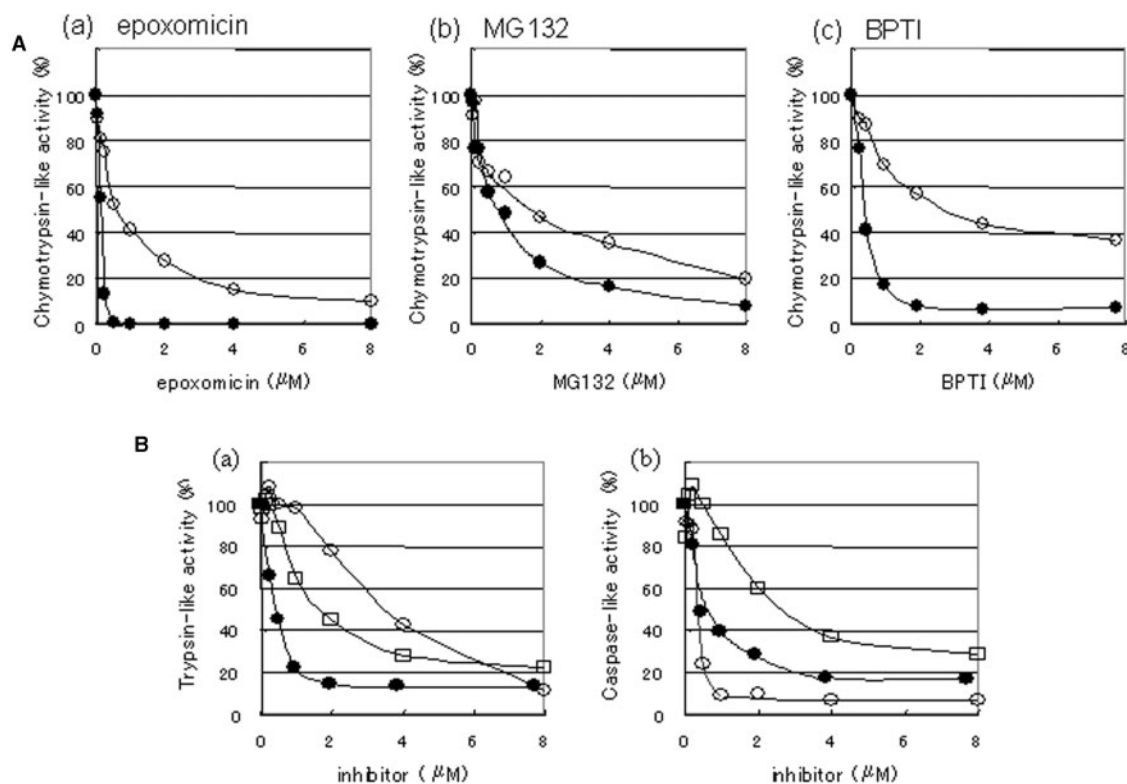 A
(a) epoxomicin
(b) MG132
(c) BPTI
Chymotrypsin-like activity (%)
100
80
60
40
20
0
0 2 4 6 8
epoxomicin (μM)
Chymotrypsin-like activity (%)
100
80
60
40
20
0
0 2 4 6 8
MG132 (μM)
Chymotrypsin-like activity (%)
100
80
60
40
20
0
0 2 4 6 8
BPTI (μM)
B
(a)
Trypsin-like activity (%)
100
80
60
40
20
0
0 2 4 6 8
inhibitor (μM)
(b)
Caspase-like activity (%)
100
80
60
40
20
0
0 2 4 6 8
inhibitor (μM)